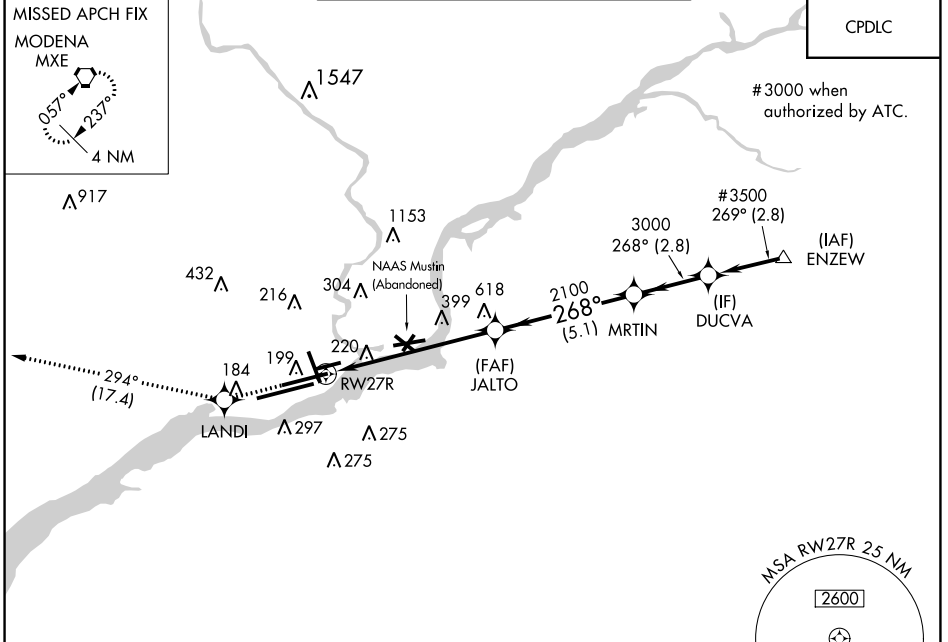 MISSED APCH FIX
MODENA
MXE
057°
237°
4 NM
CPDLC
#3000 when
authorized by ATC.
1547
917
1153
#3500
269° (2.8)
3000
268° (2.8)
(IAF)
ENZEW
NAAS Mustin
(Abandoned)
432
216
304
399
618
2100
268°
(5.1)
MRTIN
(IF)
DUCVA
294°
(17.4)
184
199
220
RW27R
(FAF)
JALTO
LANDI
297
275
275
MSA RW27R 25 NM
2600